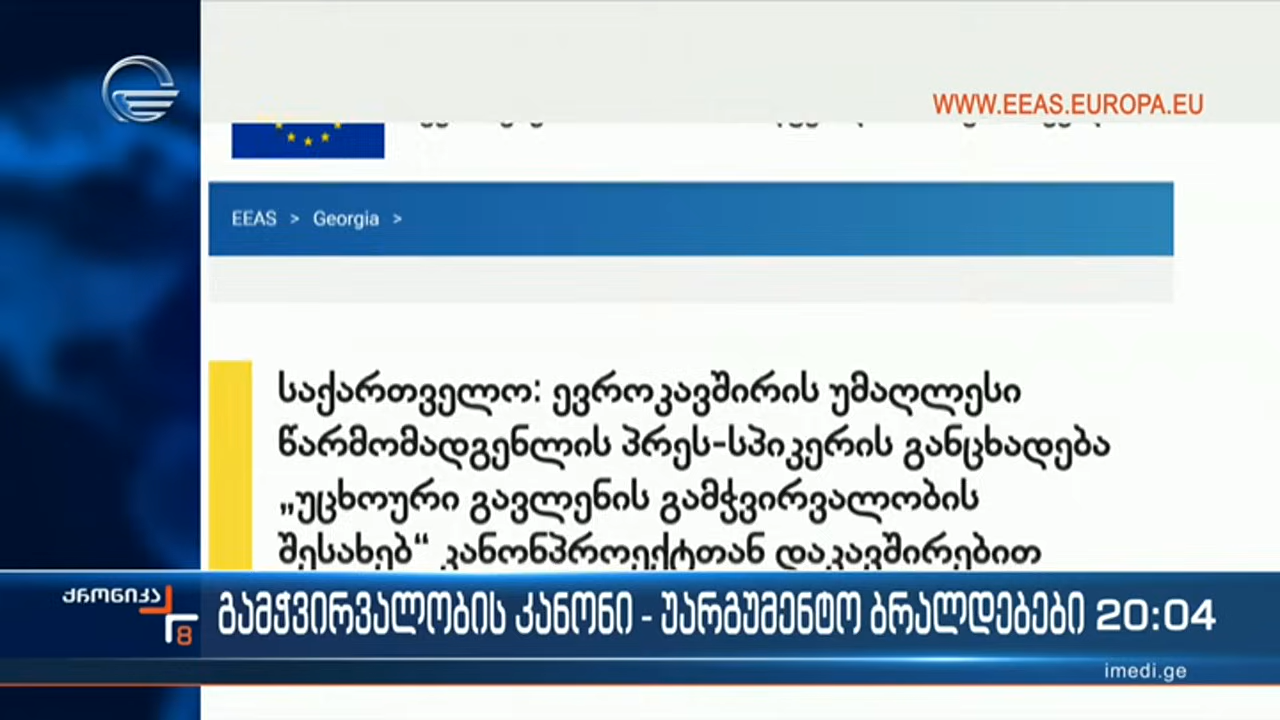 WWW.EEAS.EUROPA.EU
EEAS > Georgia >
საქართველო: ევროკავშირის უმაღლესი
წარმომადგენლის პრეს-სპიკერის განცხადება
„უცხოური გავლენის გამჭვირვალობის
შესახებ“ კანონპროექტთან დაკავშირებით
ქრონიკა
8
გამჭვირვალობის კანონი - უარგუმენტო ბრალდებები 20:04
imedi.ge